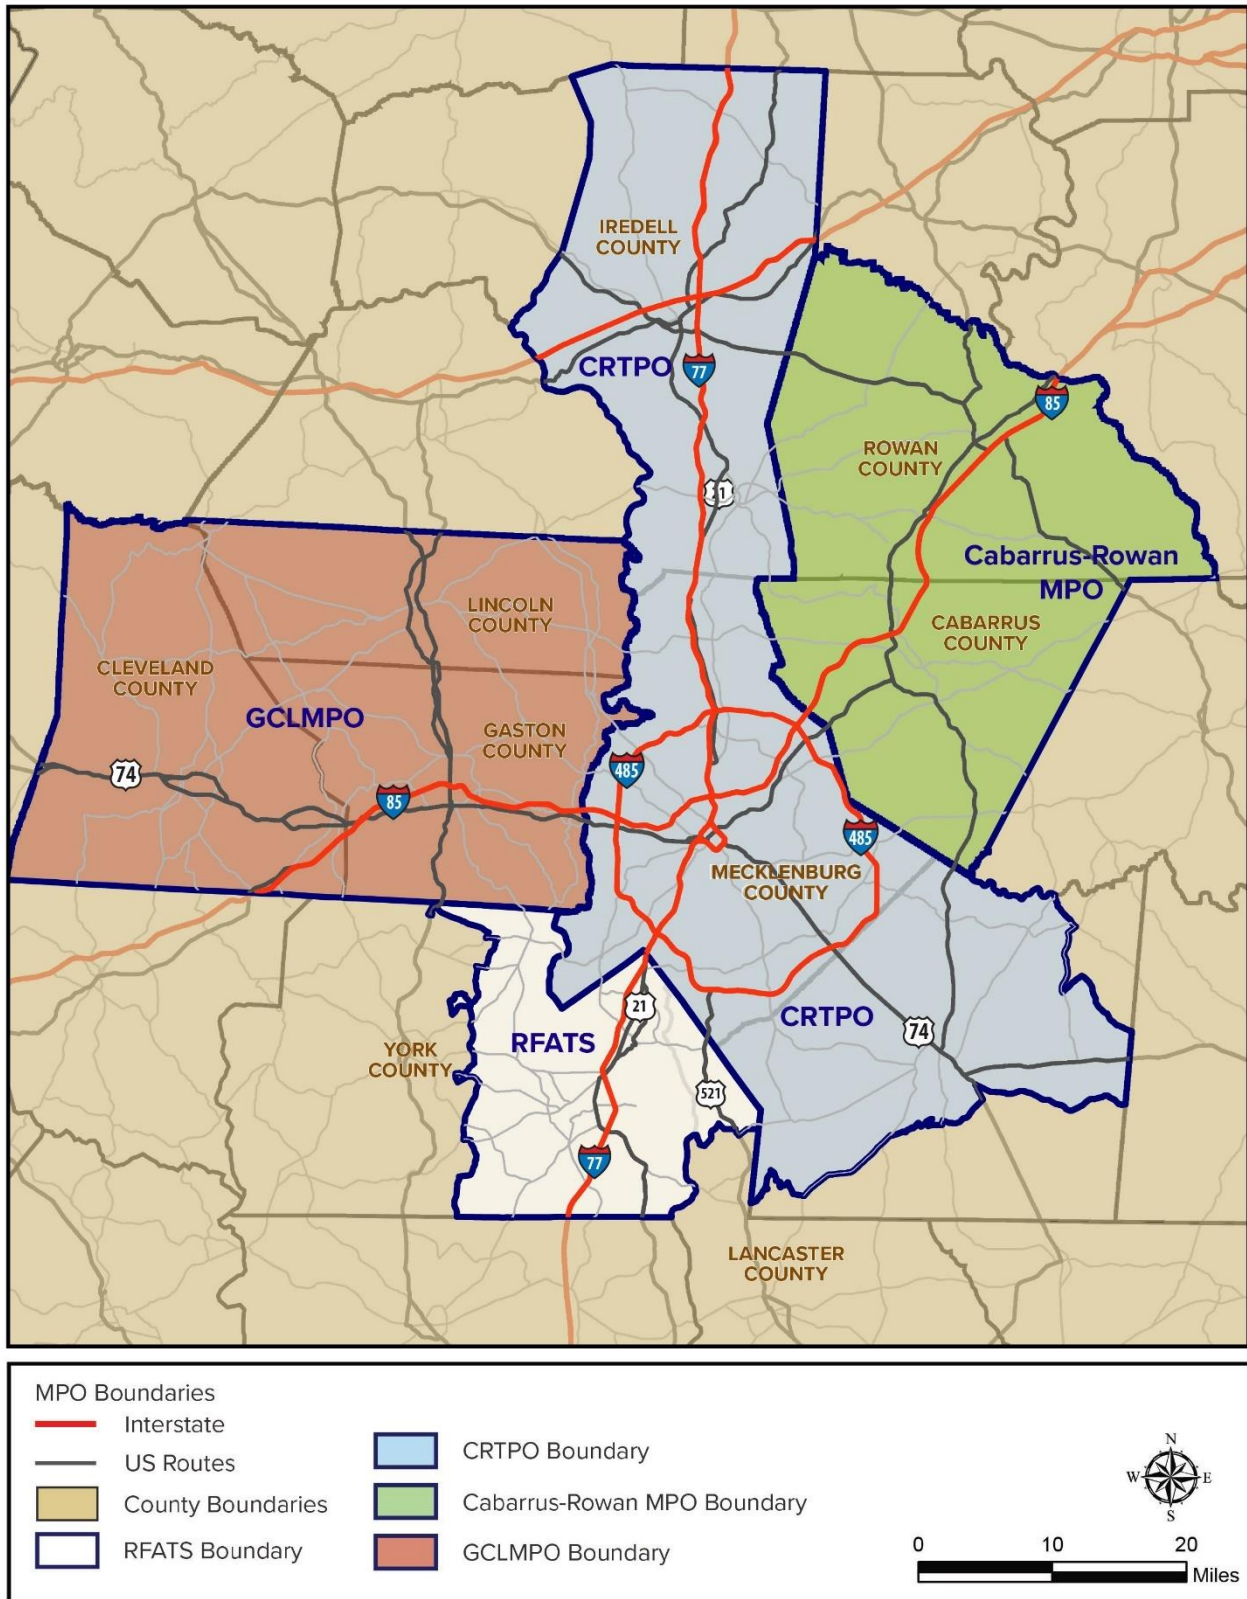 IREDELL
COUNTY
CRTPO
77
85
ROWAN
COUNTY
Cabarrus-Rowan
MPO
LINCOLN
COUNTY
CABARRUS
COUNTY
CLEVELAND
COUNTY
GCLMPO
GASTON
COUNTY
74
485
85
485
MECKLENBURG
COUNTY
RFATS
21
CRTPO
74
YORK
COUNTY
521
77
LANCASTER
COUNTY
MPO Boundaries
Interstate
US Routes
County Boundaries
RFATS Boundary
CRTPO Boundary
Cabarrus-Rowan MPO Boundary
GCLMPO Boundary
N
W E
S
0 10 20
Miles